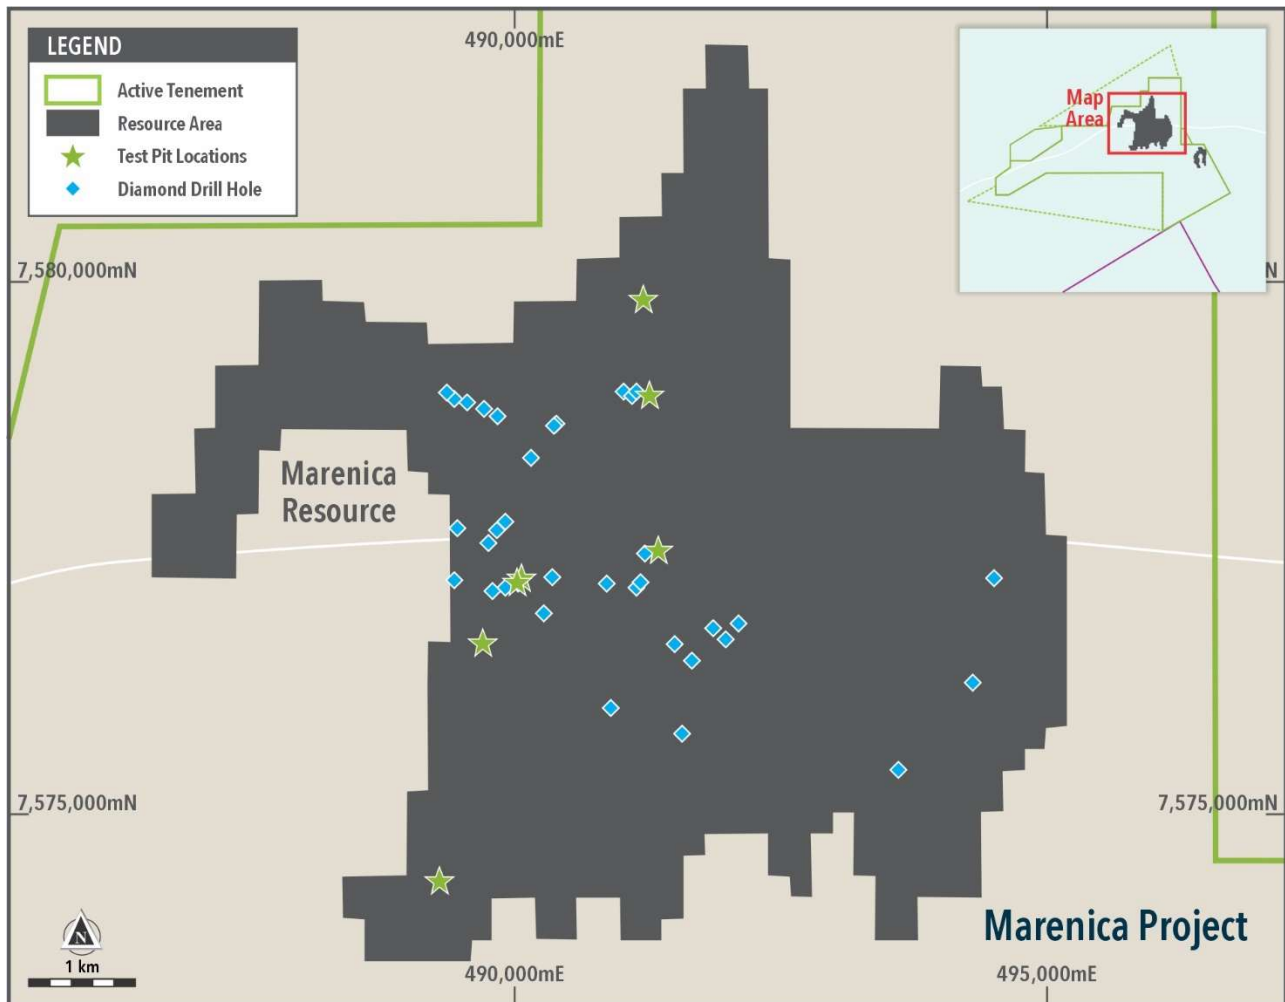 LEGEND
Active Tenement
Resource Area
Test Pit Locations
Diamond Drill Hole
490,000mE
Map
Area
7,580,000mN
N
Marenica
Resource
7,575,000mN
7,575,000mN
Marenica Project
N
1 km
490,000mE
495,000mE